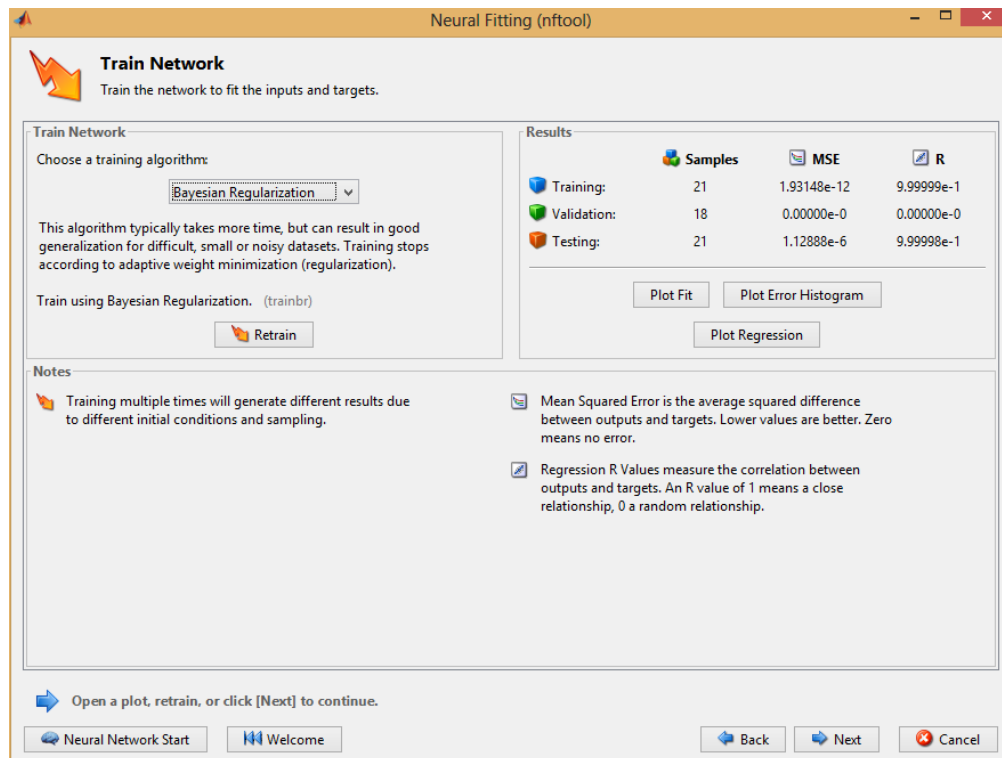 Neural Fitting (nftool)
Train Network
Train the network to fit the inputs and targets.
Train Network
Choose a training algorithm:
Bayesian Regularization
This algorithm typically takes more time, but can result in good
generalization for difficult, small or noisy datasets. Training stops
according to adaptive weight minimization (regularization).
Train using Bayesian Regularization. (trainbr)
Retrain
Results
Samples MSE R
Training: 21 1.93148e-12 9.99999e-1
Validation: 18 0.00000e-0 0.00000e-0
Testing: 21 1.12888e-6 9.99998e-1
Plot Fit Plot Error Histogram
Plot Regression
Notes
Training multiple times will generate different results due
to different initial conditions and sampling.
Mean Squared Error is the average squared difference
between outputs and targets. Lower values are better. Zero
means no error.
Regression R Values measure the correlation between
outputs and targets. An R value of 1 means a close
relationship, 0 a random relationship.
Open a plot, retrain, or click [Next] to continue.
Neural Network Start Welcome Back Next Cancel